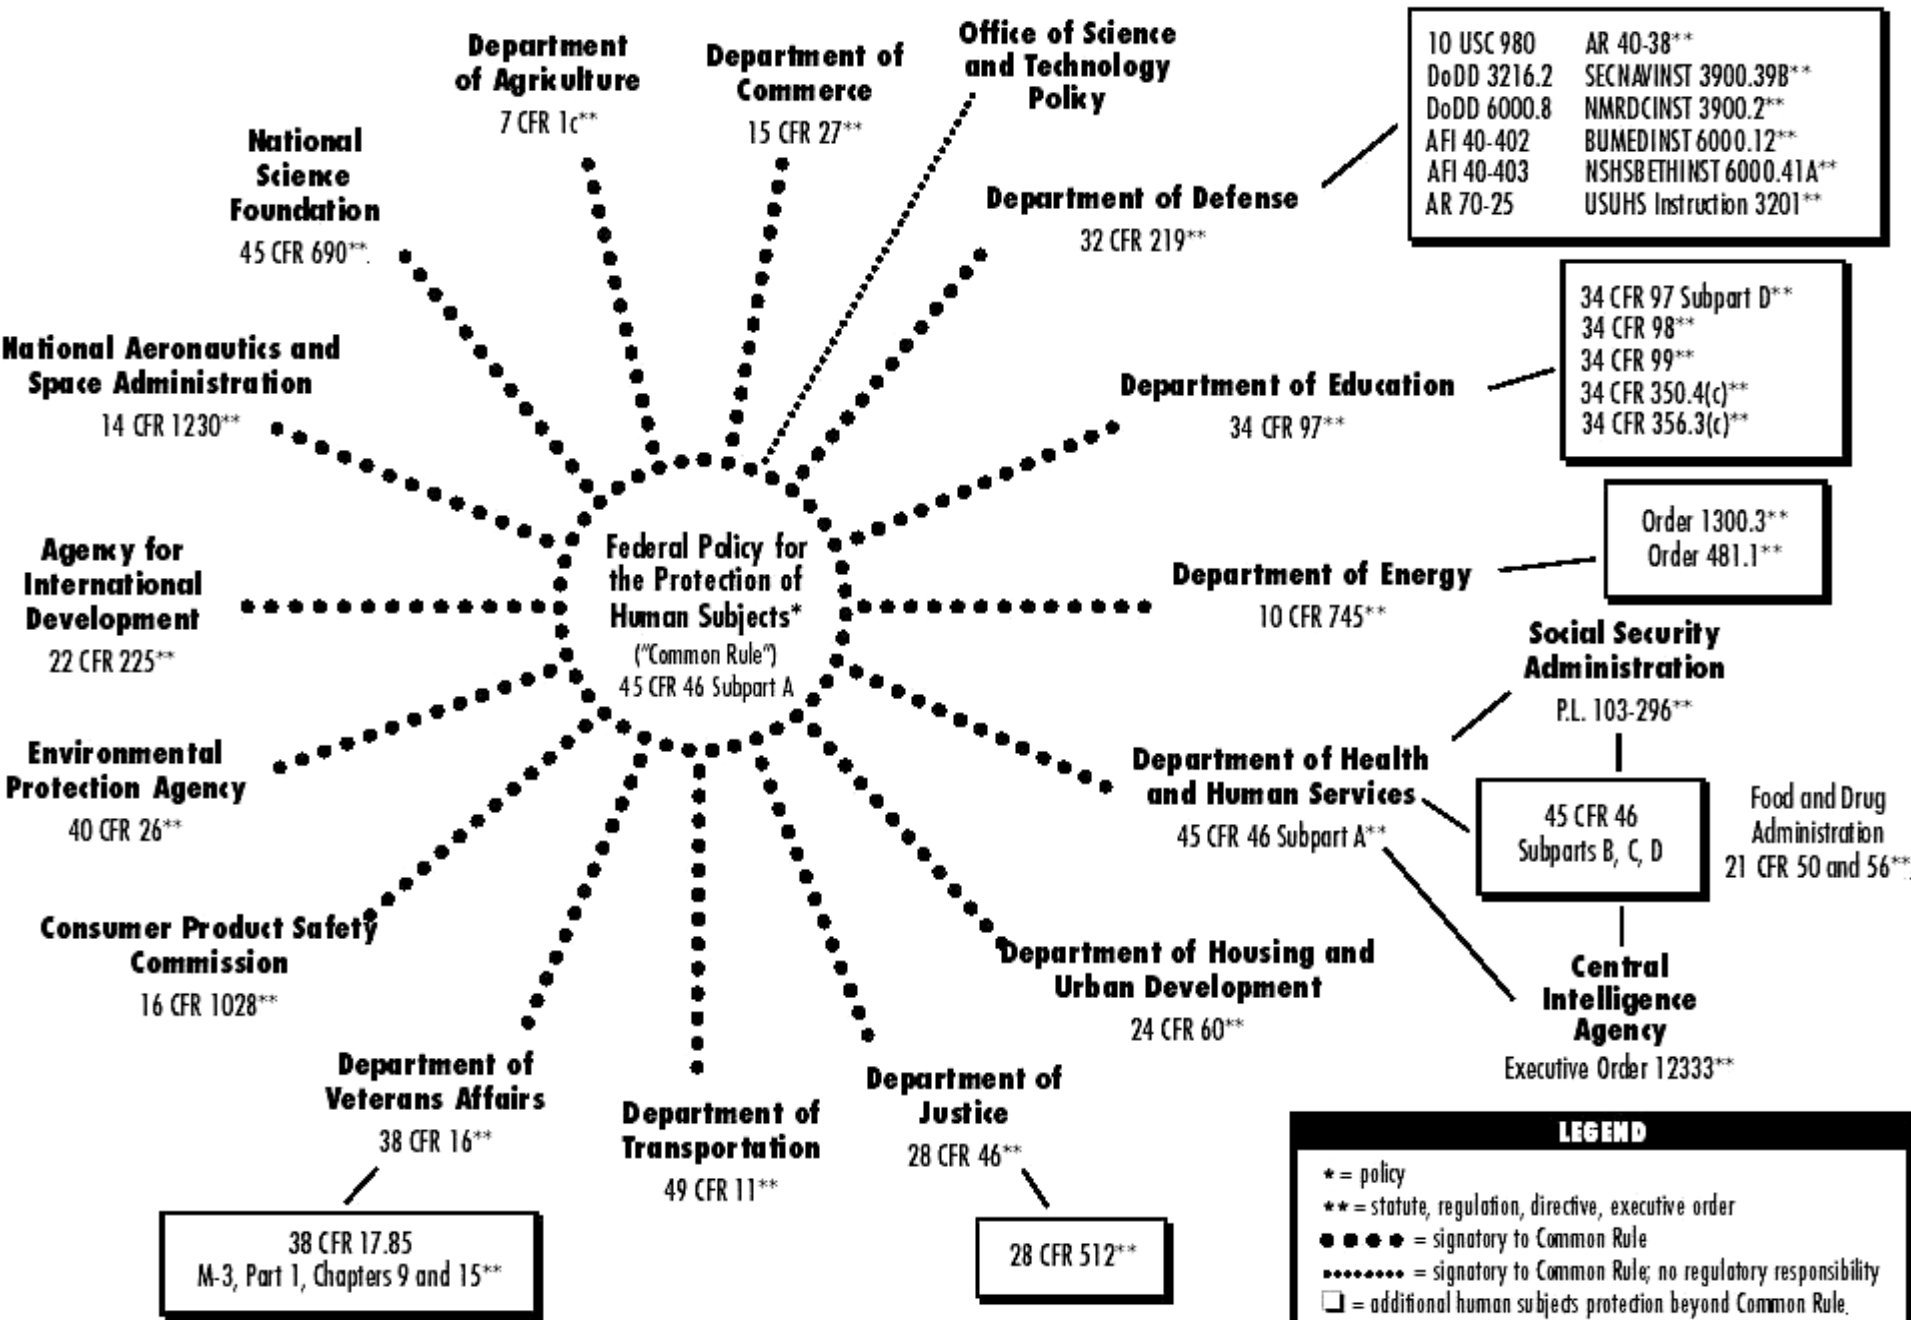 Department
of Agriculture
7 CFR 1c**
Department of
Commerce
15 CFR 27**
Office of Science
and Technology
Policy
10 USC 980 AR 40-38**
DoDD 3216.2 SECNAVINST 3900.39B**
DoDD 6000.8 NMRDCINST 3900.2**
AFI 40-402 BUMEDINST 6000.12**
AFI 40-403 NSHSBETHINST 6000.41A**
AR 70-25 USUHS Instruction 3201**
National
Science
Foundation
45 CFR 690**.
Department of Defense
32 CFR 219**
34 CFR 97 Subpart D**
34 CFR 98**
34 CFR 99**
34 CFR 350.4(c)**
34 CFR 356.3(c)**
National Aeronautics and
Space Administration
14 CFR 1230**
Department of Education
34 CFR 97**
Order 1300.3**
Order 481.1**
Agency for
International
Development
22 CFR 225**
Federal Policy for
the Protection of
Human Subjects*
("Common Rule")
45 CFR 46 Subpart A
Department of Energy
10 CFR 745**
Social Security
Administration
P.L. 103-296**
Environmental
Protection Agency
40 CFR 26**
Department of Health
and Human Services
45 CFR 46 Subpart A**
45 CFR 46
Subparts B, C, D
Food and Drug
Administration
21 CFR 50 and 56**.
Consumer Product Safety
Commission
16 CFR 1028**
Department of Housing and
Urban Development
24 CFR 60**
Central
Intelligence
Agency
Executive Order 12333**
Department of
Veterans Affairs
38 CFR 16**
Department of
Transportation
49 CFR 11**
Department of
Justice
28 CFR 46**
38 CFR 17.85
M-3, Part 1, Chapters 9 and 15**
28 CFR 512**
LEGEND
* = policy
** = statute, regulation, directive, executive order
= signatory to Common Rule
= signatory to Common Rule; no regulatory responsibility
= additional human subjects protection beyond Common Rule.